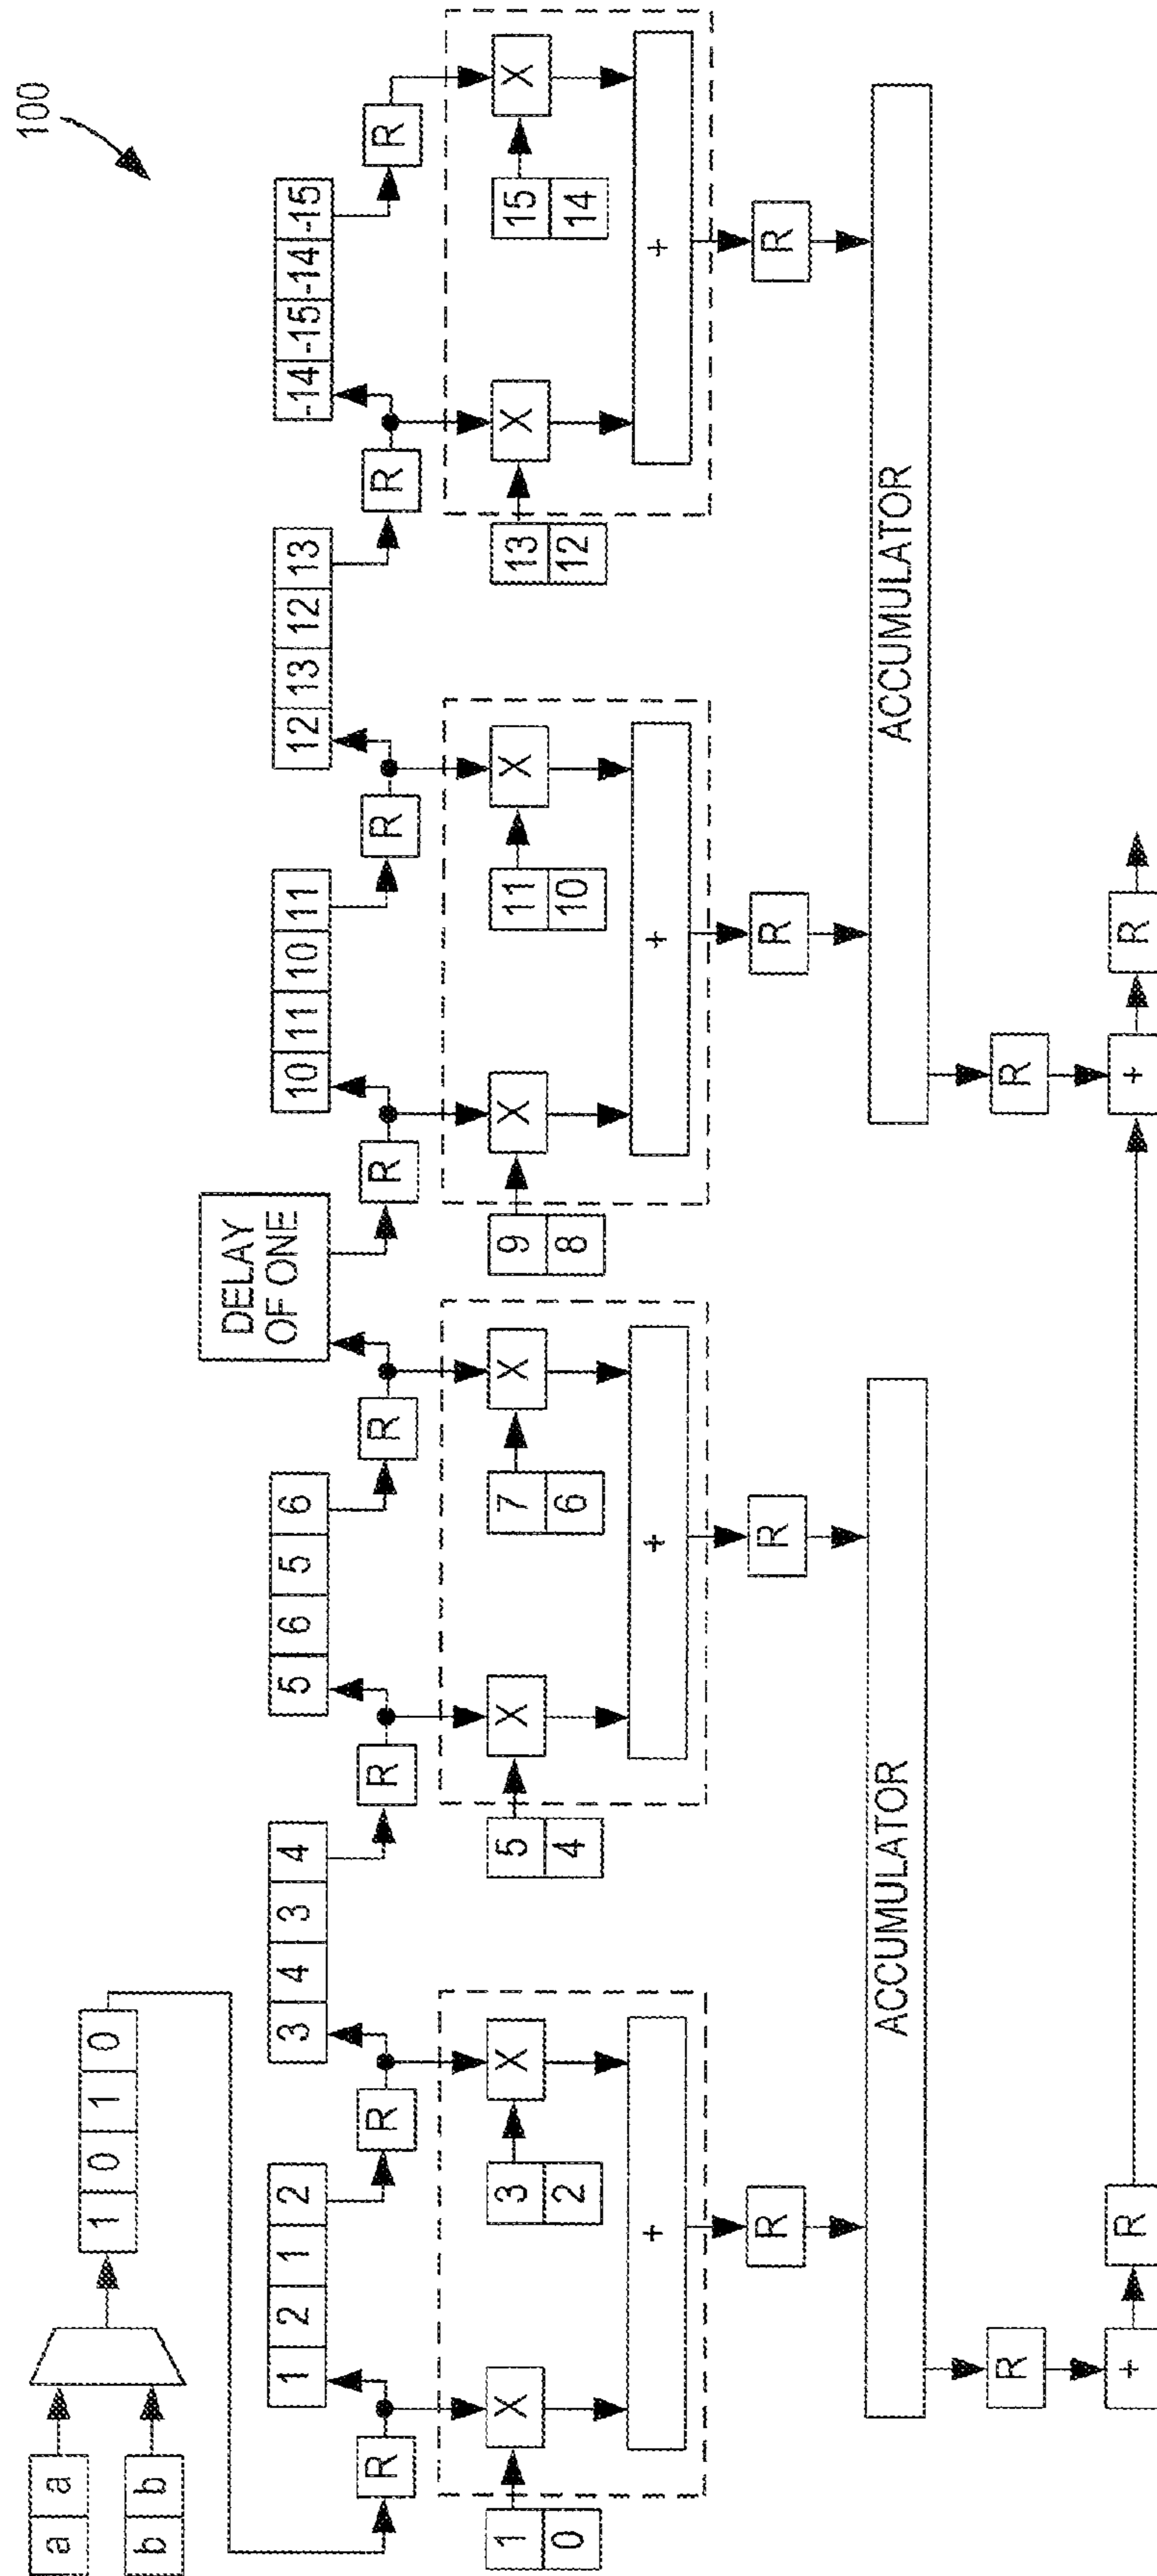 100
a a
1 0 1 0
b b
DELAY
OF ONE
1 2 1 2
3 4 3 4
5 6 5 6
10 11 10 11
12 13 12 13
-14 -15 -14 -15
R R R R R R R R
1 X 3 X 5 X 7 X 9 X 11 X 13 X 15 X
0 2 4 6 8 10 12 14
+ + + +
R R R R
ACCUMULATOR ACCUMULATOR
R R
+ R + R